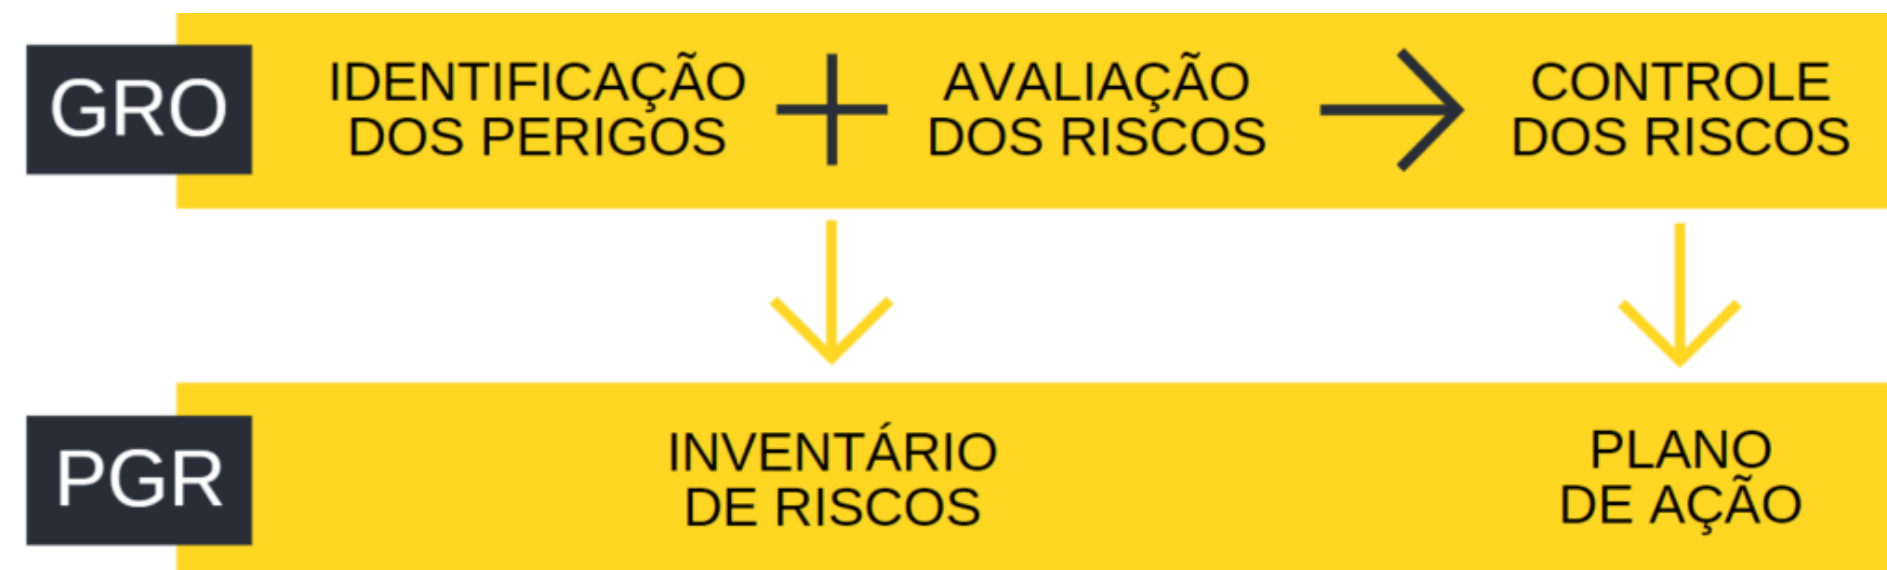 GRO
IDENTIFICAÇÃO
DOS PERIGOS
AVALIAÇÃO
DOS RISCOS
CONTROLE
DOS RISCOS
PGR
INVENTÁRIO
DE RISCOS
PLANO
DE AÇÃO